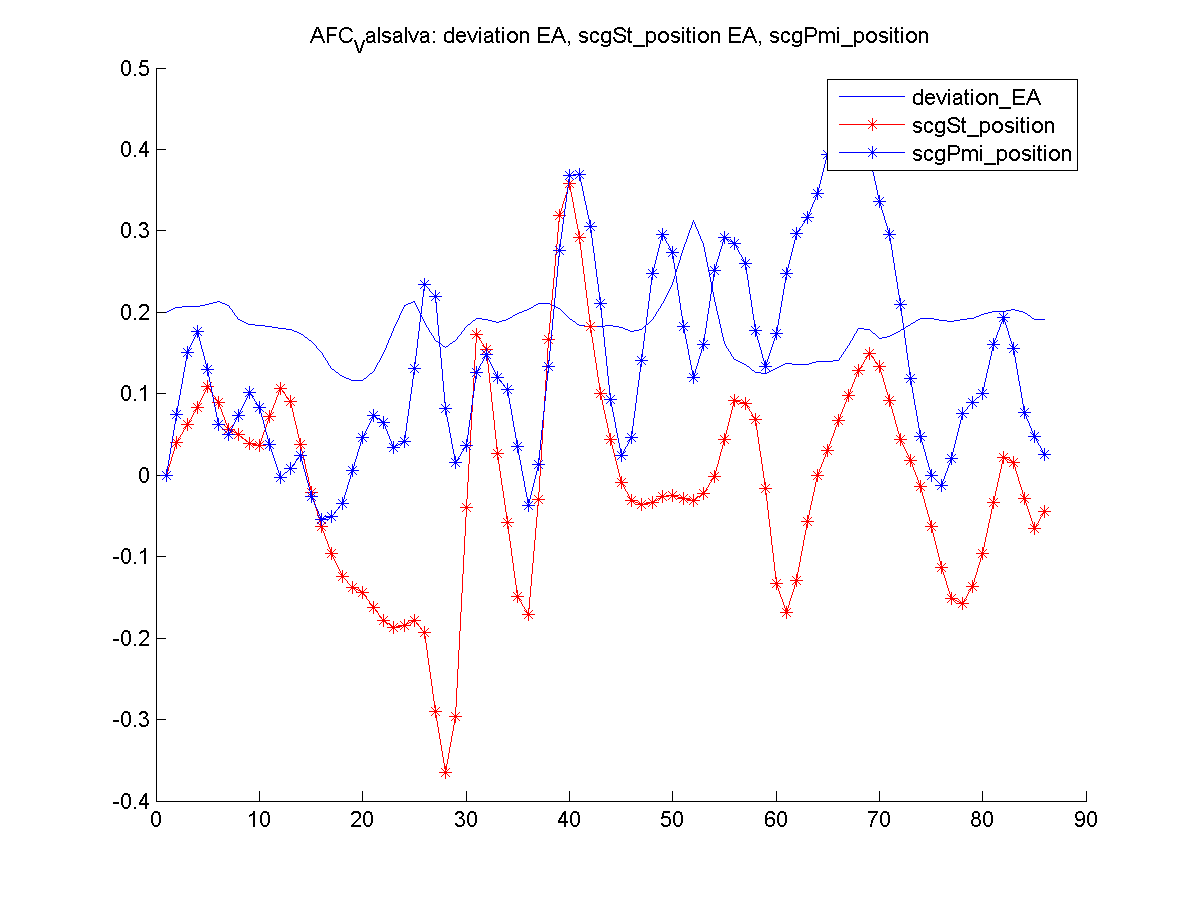 AFC_Valsalva: deviation EA, scgSt_position EA, scgPmi_position
0.5
0.4
0.3
0.2
0.1
0
-0.1
-0.2
-0.3
-0.4
0 10 20 30 40 50 60 70 80 90
deviation_EA
scgSt_position
scgPmi_position